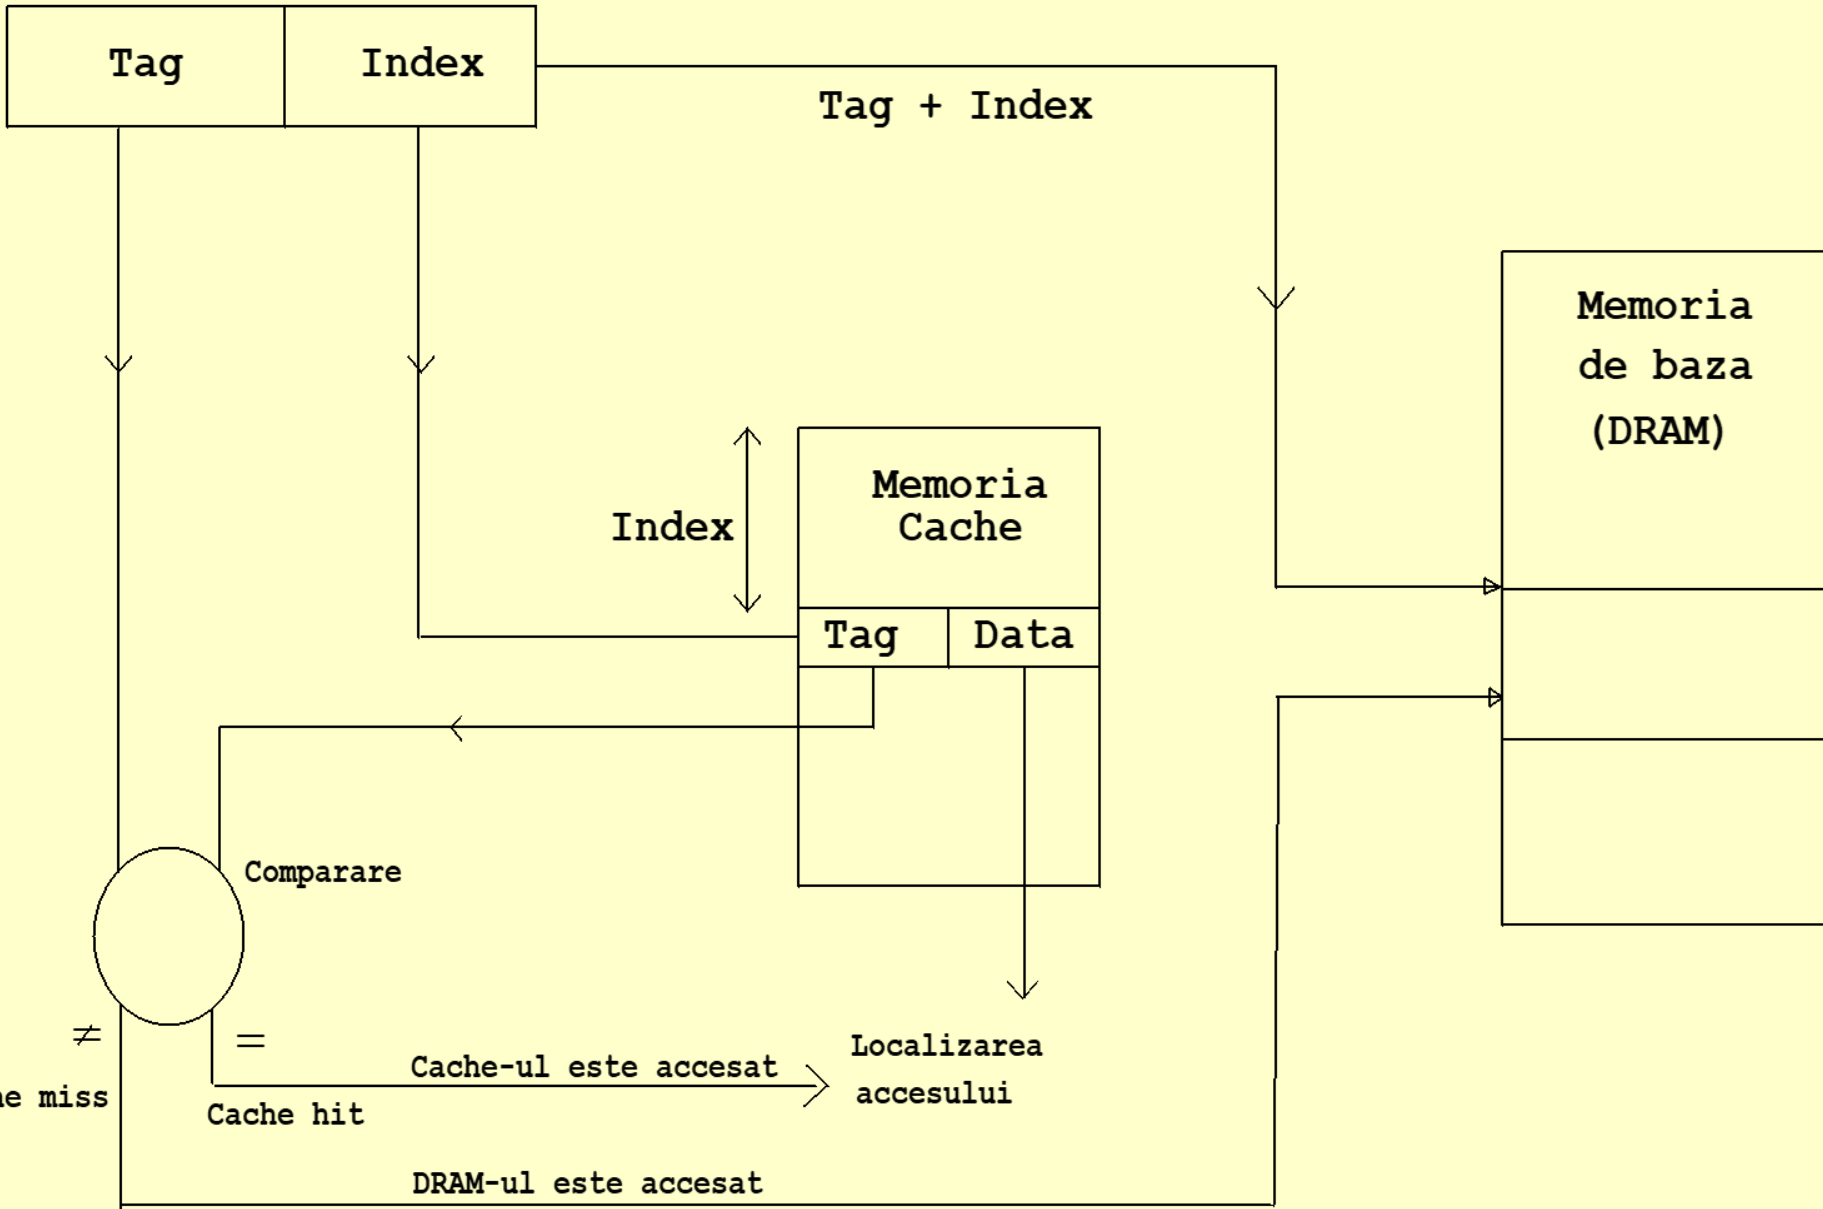 Tag
Index
Tag + Index
Memoria
de baza
(DRAM)
Memoria
Cache
Index
Tag
Data
Comparare
≠
=
Cache-ul este accesat
Localizarea
accesului
miss
Cache hit
DRAM-ul este accesat